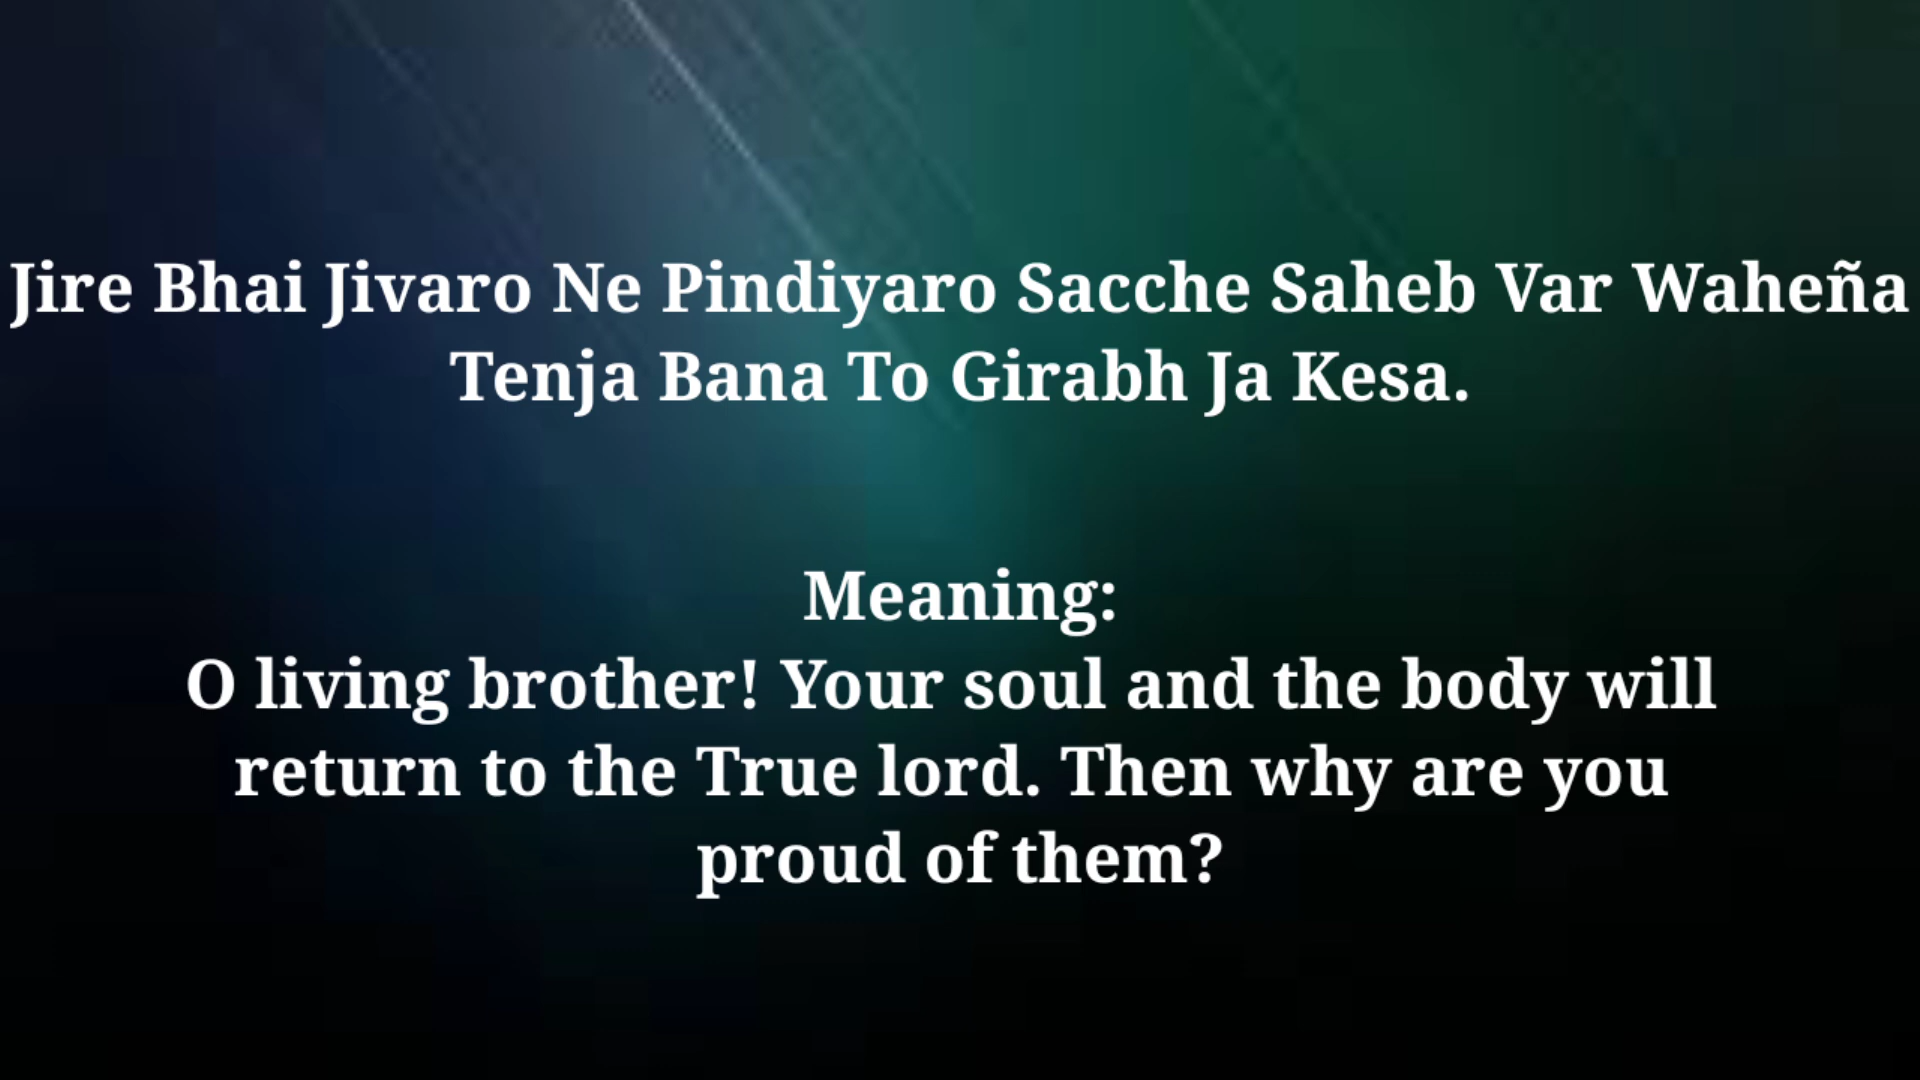 Jire Bhai Jivaro Ne Pindiyaro Sacche Saheb Var Waheña
Tenja Bana To Girabh Ja Kesa.
Meaning:
O living brother! Your soul and the body will
return to the True lord. Then why are you
proud of them?